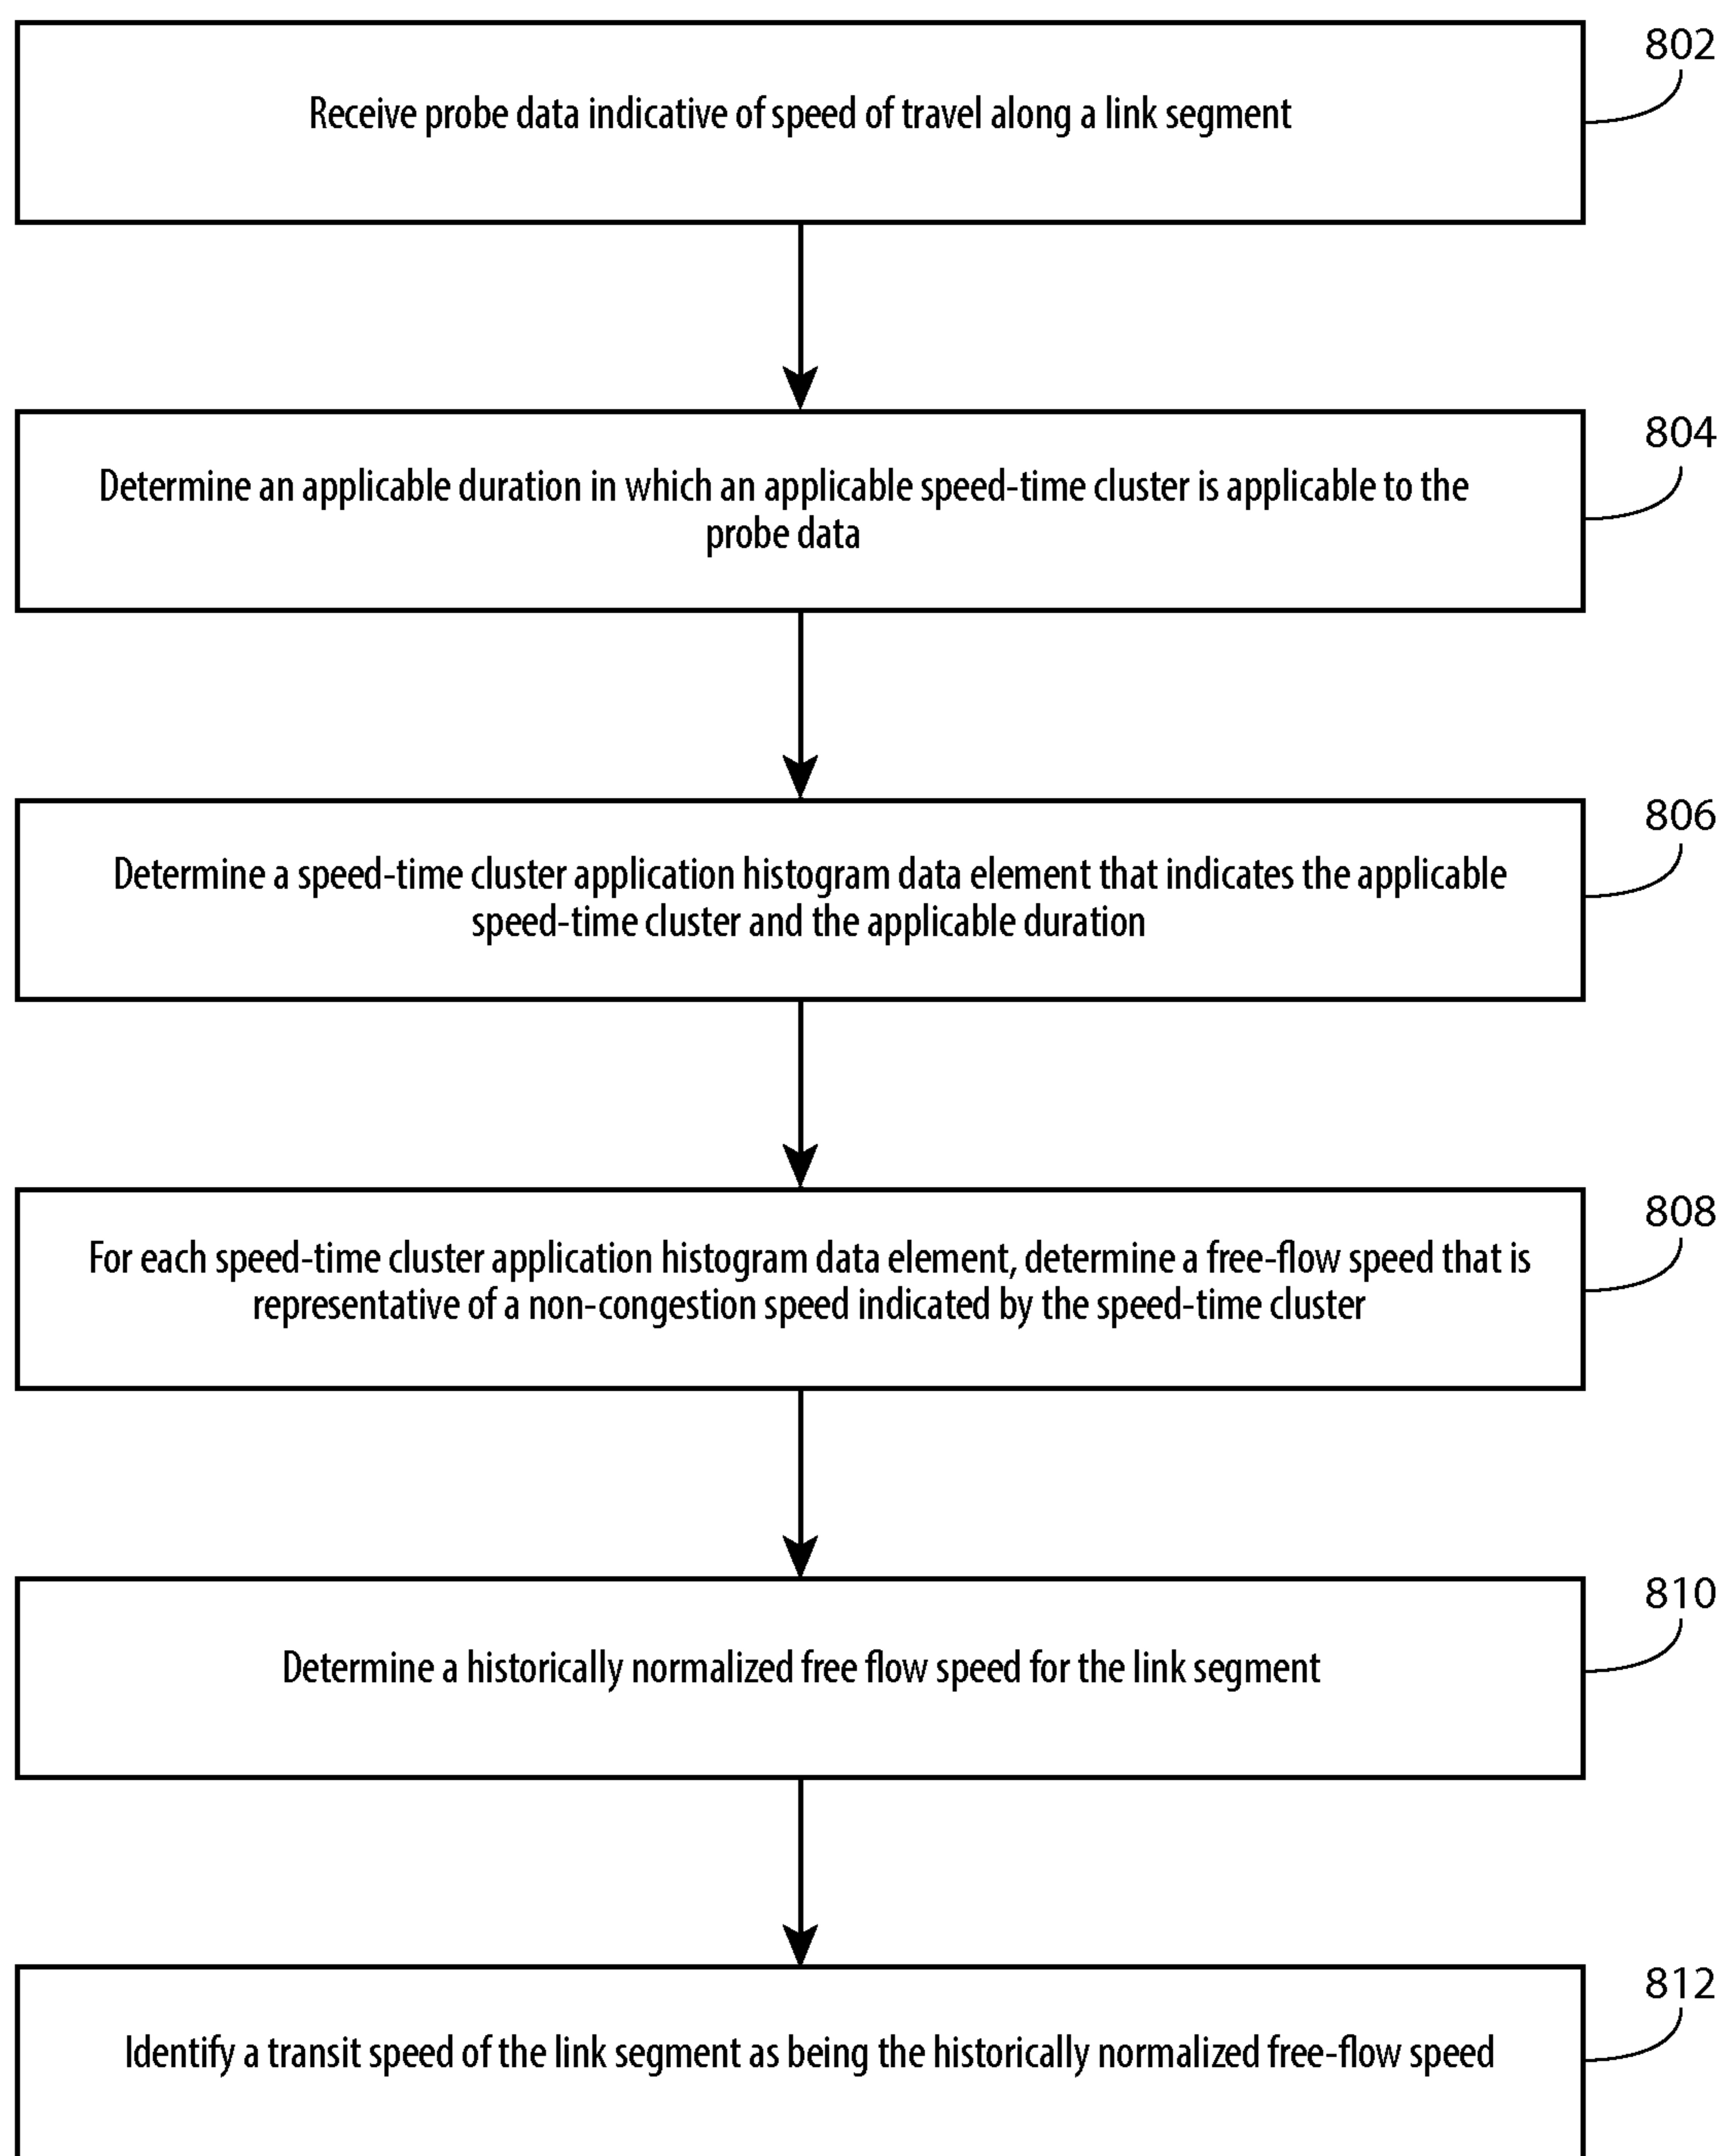 802
Receive probe data indicative of speed of travel along a link segment
804
Determine an applicable duration in which an applicable speed-time cluster is applicable to the
probe data
806
Determine a speed-time cluster application histogram data element that indicates the applicable
speed-time cluster and the applicable duration
808
For each speed-time cluster application histogram data element, determine a free-flow speed that is
representative of a non-congestion speed indicated by the speed-time cluster
810
Determine a historically normalized free flow speed for the link segment
812
Identify a transit speed of the link segment as being the historically normalized free-flow speed